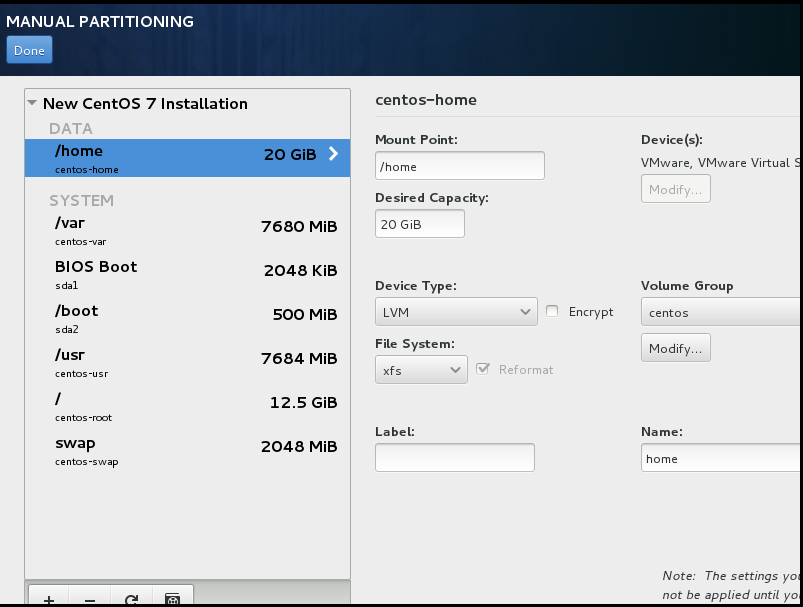 MANUAL PARTITIONING
Done
New CentOS 7 Installation
DATA
/home 20 GiB
centos-home
SYSTEM
/var 7680 MiB
centos-var
BIOS Boot 2048 KiB
sda1
/boot 500 MiB
sda2
/usr 7684 MiB
centos-usr
/ 12.5 GiB
centos-root
swap 2048 MiB
centos-swap
centos-home
Mount Point:
/home
Desired Capacity:
20 GiB
Device(s):
VMware, VMware Virtual S
Modify...
Device Type:
LVM
Encrypt
Volume Group
centos
Modify...
File System:
xfs
Reformat
Label:
Name:
home
Note: The settings you
not be applied until you